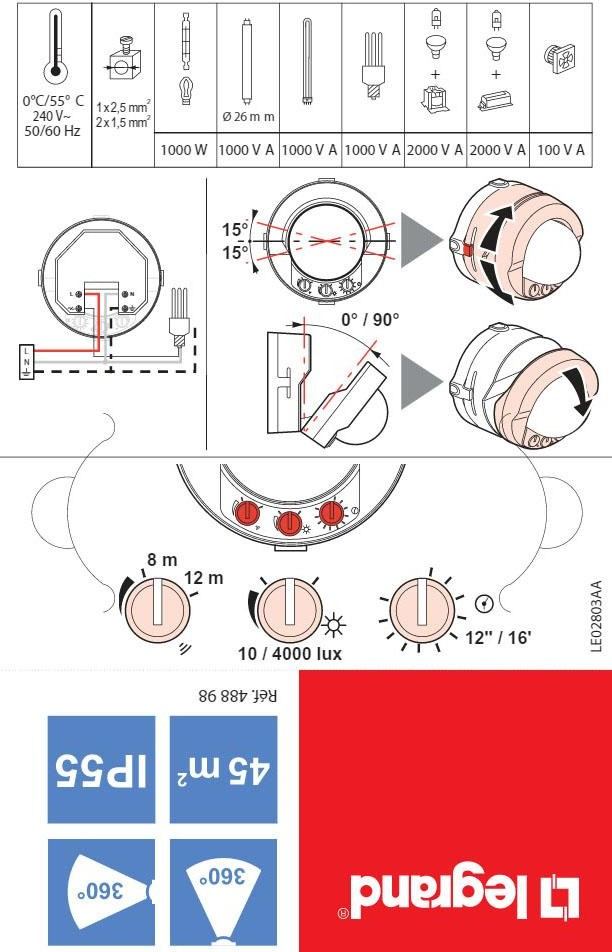 0°C/55° C
240 V~
50/60 Hz
1 x 2,5 mm²
2 x 1,5 mm²
Ø 26 m m
1000 W
1000 V A
1000 V A
1000 V A
2000 V A
2000 V A
100 V A
15°
15°
L
N
L
N
0° / 90°
8 m
12 m
10 / 4000 lux
12'' / 16'
LE02803AA
Réf. 488 98
IP55
45 m²
360°
360°
legrand®